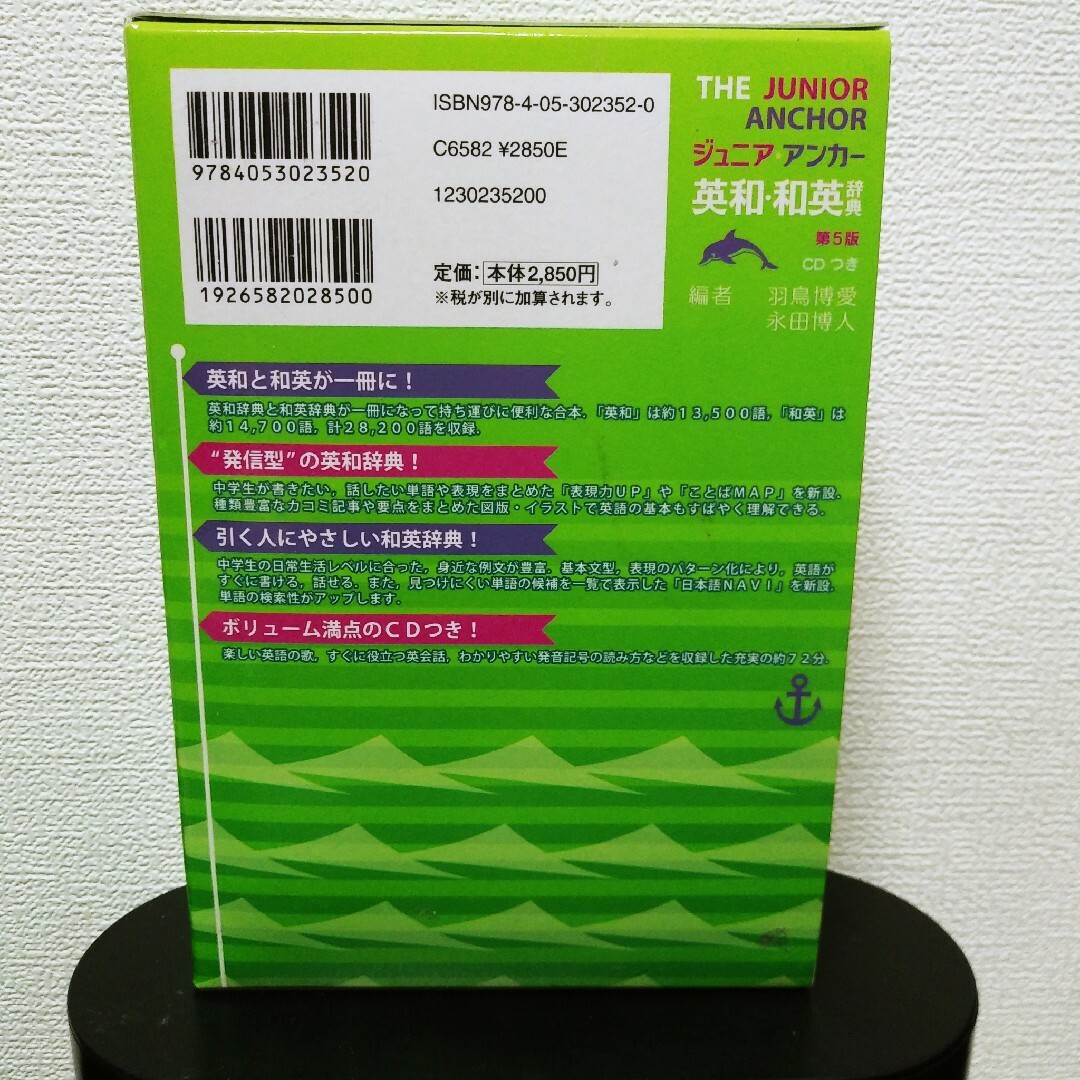 9784053023520
1926582028500
ISBN978-4-05-302352-0
C6582 ¥2850E
1230235200
定価：本体2,850円
※税が別に加算されます。
THE JUNIOR
ANCHOR
ジュニア・アンカー
英和・和英辞典
第5版
CDつき
編者 羽鳥博愛
永田博人
英和と和英が一冊に！
英和辞典と和英辞典が一冊になって持ち運びに便利な合本．「英和」は約１３，５００語，「和英」は
約１４，７００語，計２８，２００語を収録．
“発信型”の英和辞典！
中学生が書きたい，話したい単語や表現をまとめた「表現力ＵＰ」や「ことばＭＡＰ」を新設．
種類豊富なカコミ記事や要点をまとめた図版・イラストで英語の基本もすばやく理解できる．
引く人にやさしい和英辞典！
中学生の日常生活レベルに合った，身近な例文が豊富．基本文型，表現のパターン化により，英語が
すぐに書ける，話せる．また，見つけにくい単語の候補を一覧で表示した「日本語ＮＡＶＩ」を新設．
単語の検索性がアップします．
ボリューム満点のＣＤつき！
楽しい英語の歌，すぐに役立つ英会話，わかりやすい発音記号の読み方などを収録した充実の約７２分．